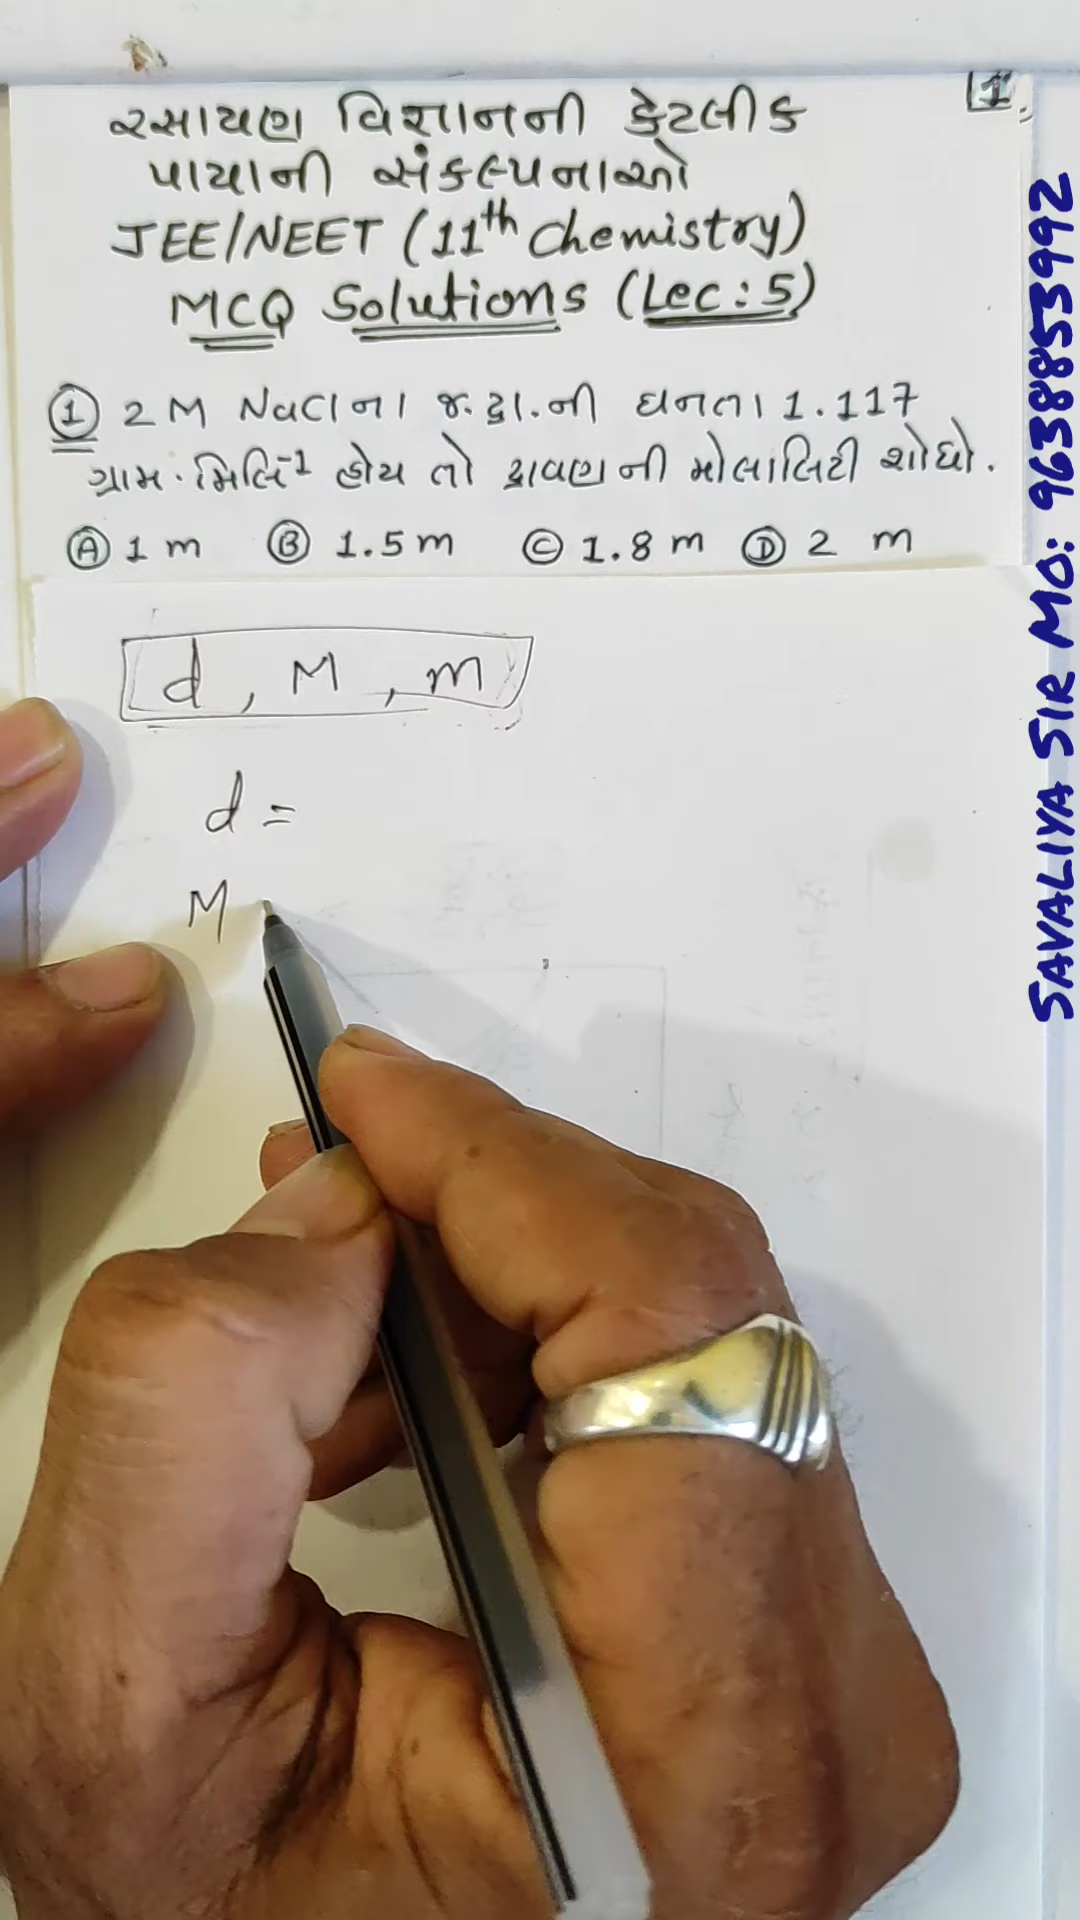 1.
રસાયણ વિજ્ઞાનની કેટલીક
પાયાની સંકલ્પનાઓ
JEE/NEET (11th Chemistry)
MCQ Solutions (Lec:5)
① 2 M NaCl ના જ.દ્રા.ની ઘનતા 1.117
ગ્રામ.મિલિ-1 હોય તો દ્રાવણની મોલાલિટી શોધો.
Ⓐ 1 m Ⓑ 1.5 m Ⓒ 1.8 m Ⓓ 2 m
d, M, m
d =
M
SAVALIYA SIR MO: 9638853992